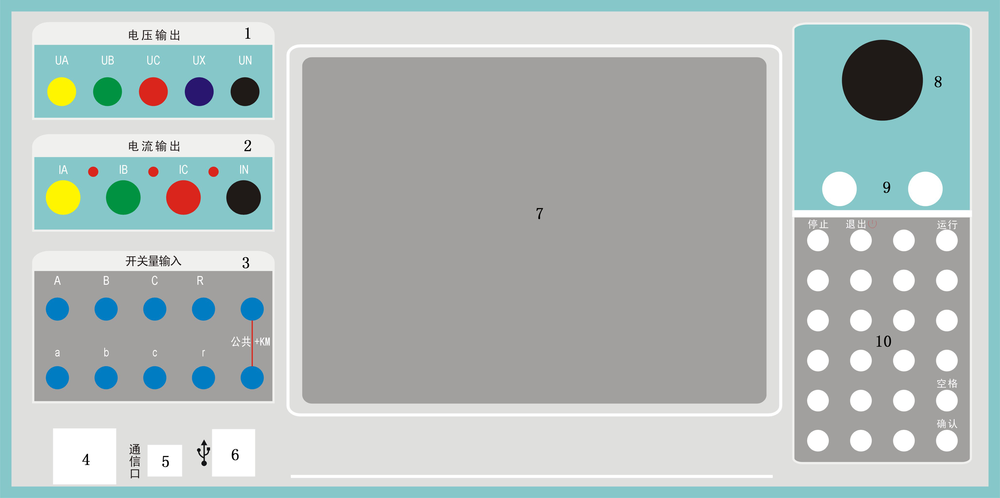 电压输出 1
UA UB UC UX UN
电流输出 2
IA IB IC IN
开关量输入 3
A B C R
公共 +KM
a b c r
4
通信口
5
6
7
8
9
停止 退出 运行
10
空格
确认